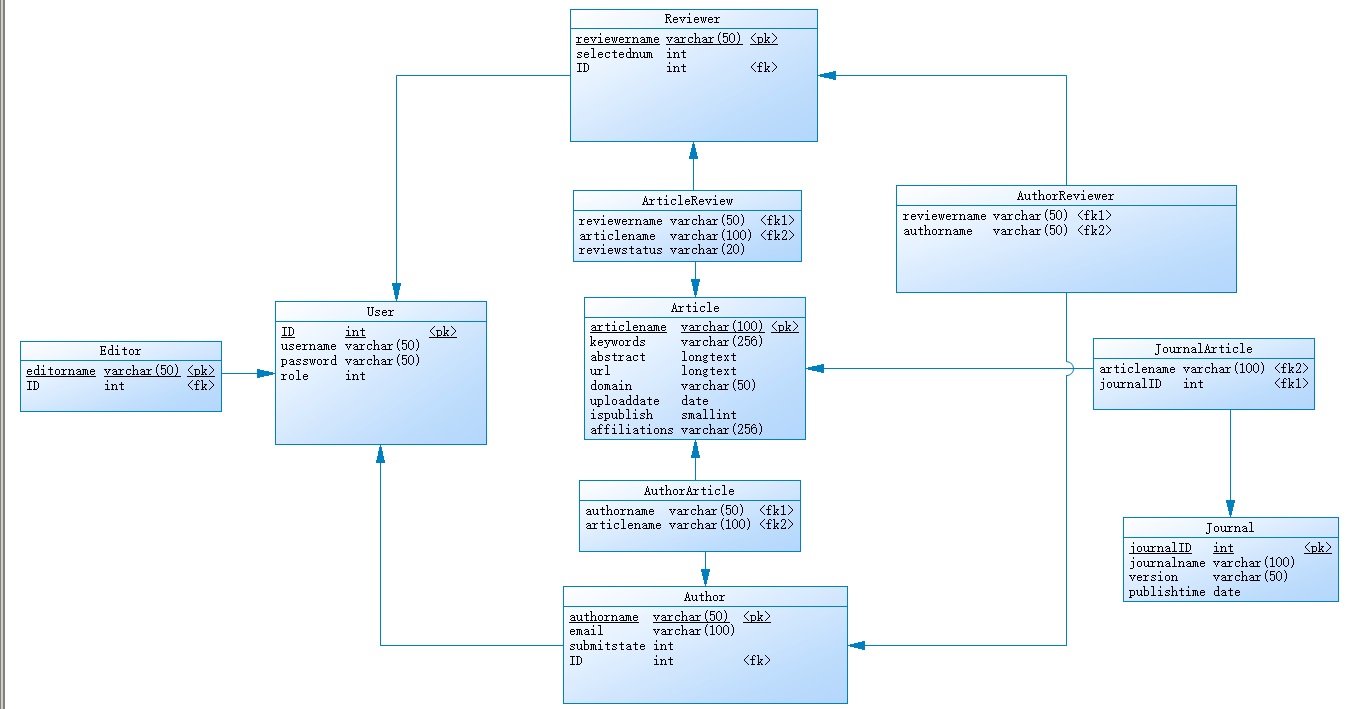 Reviewer
reviewername varchar(50) <pk>
selectednum int
ID int <fk>
ArticleReview
reviewername varchar(50) <fk1>
articlename varchar(100) <fk2>
reviewstatus varchar(20)
AuthorReviewer
reviewername varchar(50) <fk1>
authorname varchar(50) <fk2>
User
ID int <pk>
username varchar(50)
password varchar(50)
role int
Editor
editorname varchar(50) <pk>
ID int <fk>
Article
articlename varchar(100) <pk>
keywords varchar(256)
abstract longtext
url longtext
domain varchar(50)
uploaddate date
ispublish smallint
affiliations varchar(256)
JournalArticle
articlename varchar(100) <fk2>
journalID int <fk1>
AuthorArticle
authorname varchar(50) <fk1>
articlename varchar(100) <fk2>
Journal
journalID int <pk>
journalname varchar(100)
version varchar(50)
publishtime date
Author
authorname varchar(50) <pk>
email varchar(100)
submitstate int
ID int <fk>